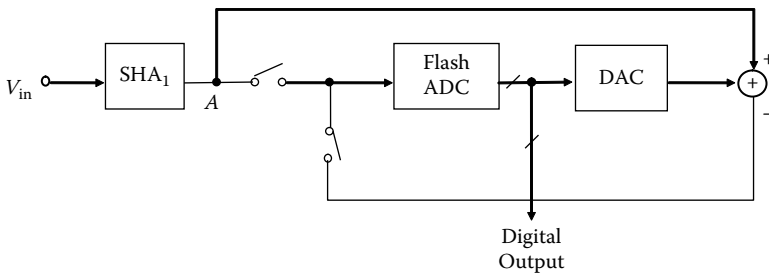 V_in
SHA_1
A
Flash
ADC
DAC
+
+
−
Digital
Output